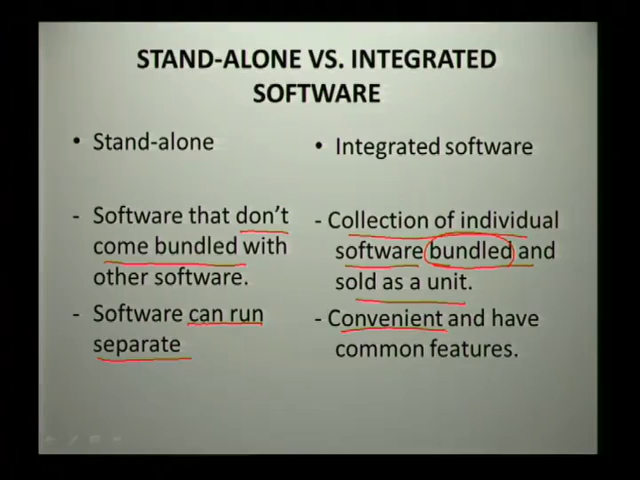 STAND-ALONE VS. INTEGRATED
SOFTWARE
• Stand-alone
- Software that don't
come bundled with
other software.
- Software can run
separate
• Integrated software
- Collection of individual
software bundled and
sold as a unit.
- Convenient and have
common features.